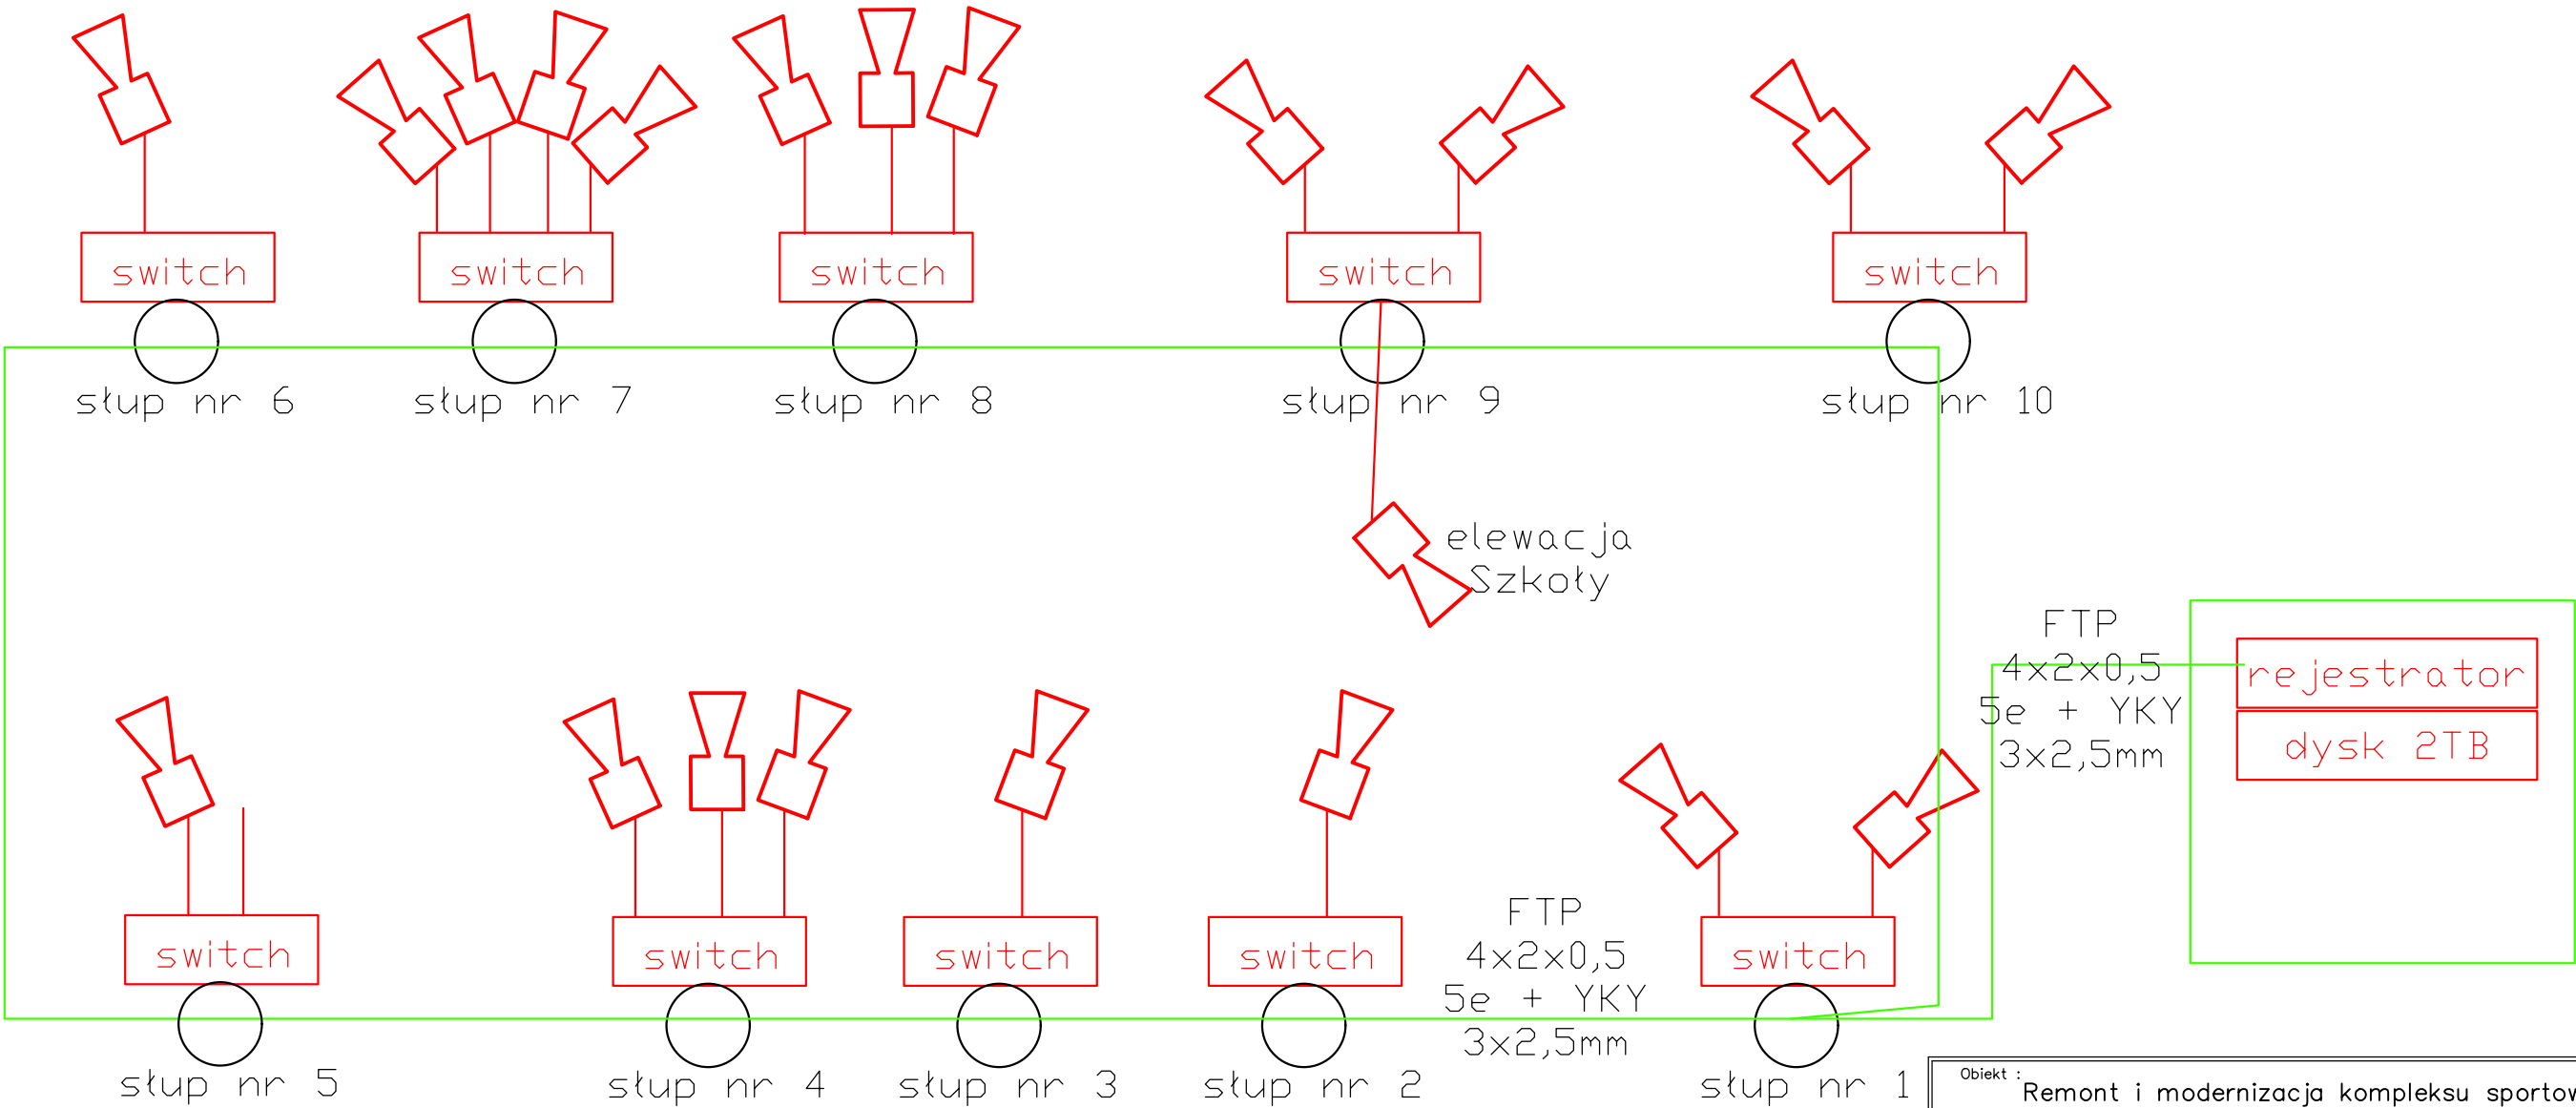 switch switch switch switch switch
słup nr 6 słup nr 7 słup nr 8 słup nr 9 słup nr 10
elewacja
Szkoły
FTP
4x2x0,5
5e + YKY
3x2,5mm
rejestrator
dysk 2TB
FTP
4x2x0,5
5e + YKY
3x2,5mm
switch switch switch switch switch
słup nr 5 słup nr 4 słup nr 3 słup nr 2 słup nr 1
Obiekt :
Remont i modernizacja kompleksu